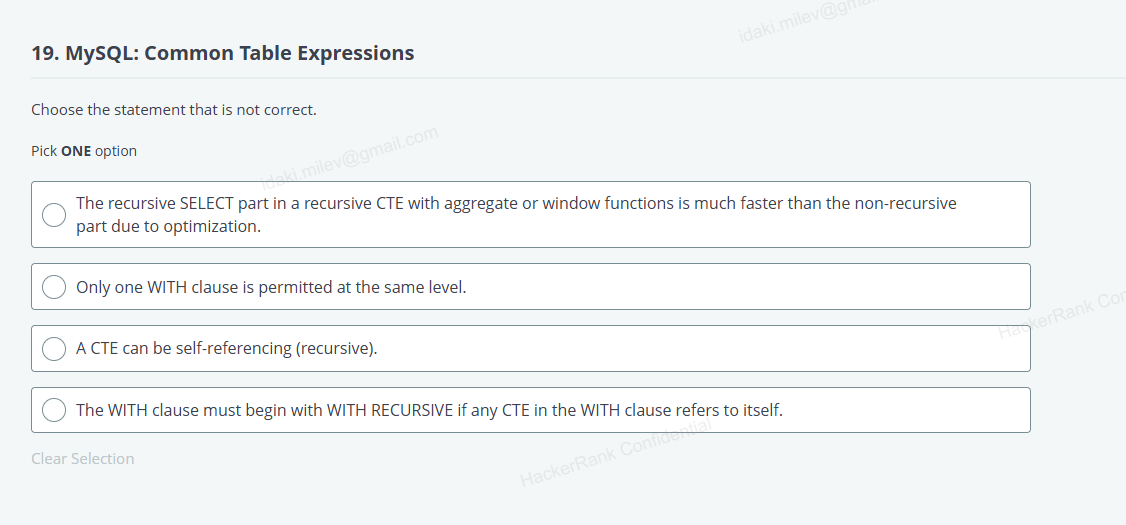 idaki.milev@gmail
19. MySQL: Common Table Expressions
Choose the statement that is not correct.
Pick ONE option
idaki.milev@gmail.com
The recursive SELECT part in a recursive CTE with aggregate or window functions is much faster than the non-recursive
part due to optimization.
Only one WITH clause is permitted at the same level.
HackerRank Con
A CTE can be self-referencing (recursive).
The WITH clause must begin with WITH RECURSIVE if any CTE in the WITH clause refers to itself.
HackerRank Confidential
Clear Selection